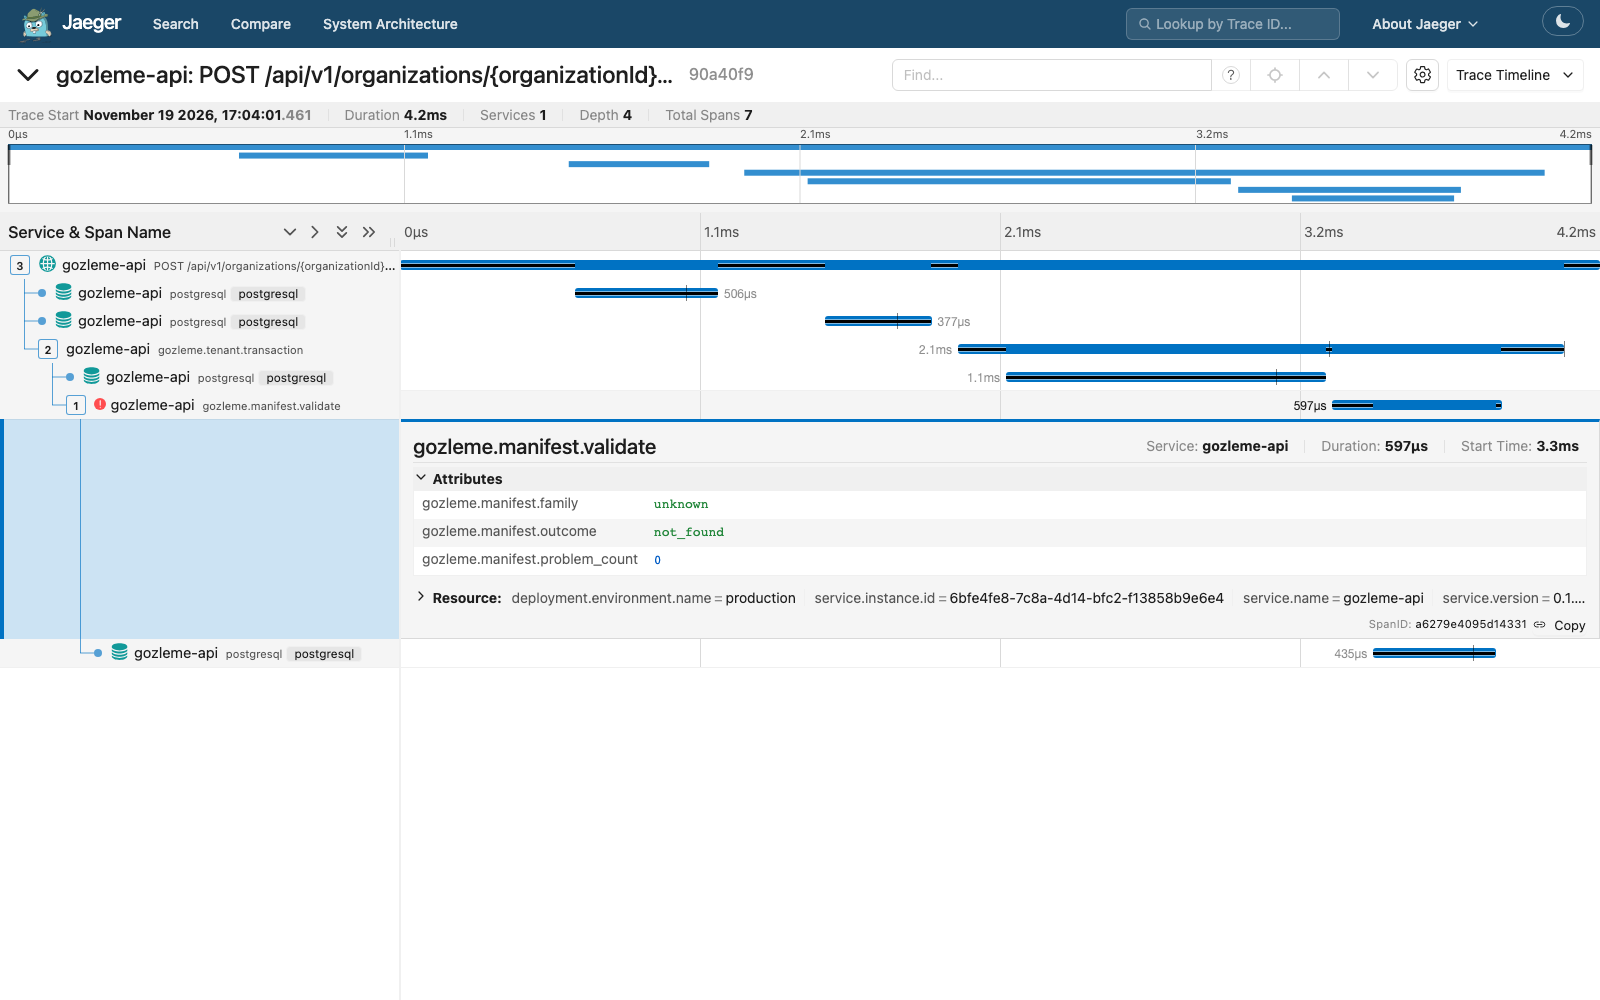 Jaeger Search Compare System Architecture Lookup by Trace ID... About Jaeger
gozleme-api: POST /api/v1/organizations/{organizationId}... 90a40f9 Find... ? Trace Timeline
Trace Start November 19 2026, 17:04:01.461 Duration 4.2ms Services 1 Depth 4 Total Spans 7
0μs 1.1ms 2.1ms 3.2ms 4.2ms
Service & Span Name 0μs 1.1ms 2.1ms 3.2ms 4.2ms
3 gozleme-api POST /api/v1/organizations/{organizationId}...
gozleme-api postgresql postgresql 506μs
gozleme-api postgresql postgresql 377μs
2 gozleme-api gozleme.tenant.transaction 2.1ms
gozleme-api postgresql postgresql 1.1ms
1 gozleme-api gozleme.manifest.validate 597μs
gozleme.manifest.validate Service: gozleme-api Duration: 597μs Start Time: 3.3ms
Attributes
gozleme.manifest.family unknown
gozleme.manifest.outcome not_found
gozleme.manifest.problem_count 0
Resource: deployment.environment.name = production service.instance.id = 6bfe4fe8-7c8a-4d14-bfc2-f13858b9e6e4 service.name = gozleme-api service.version = 0.1....
SpanID: a6279e4095d14331 Copy
gozleme-api postgresql postgresql 435μs